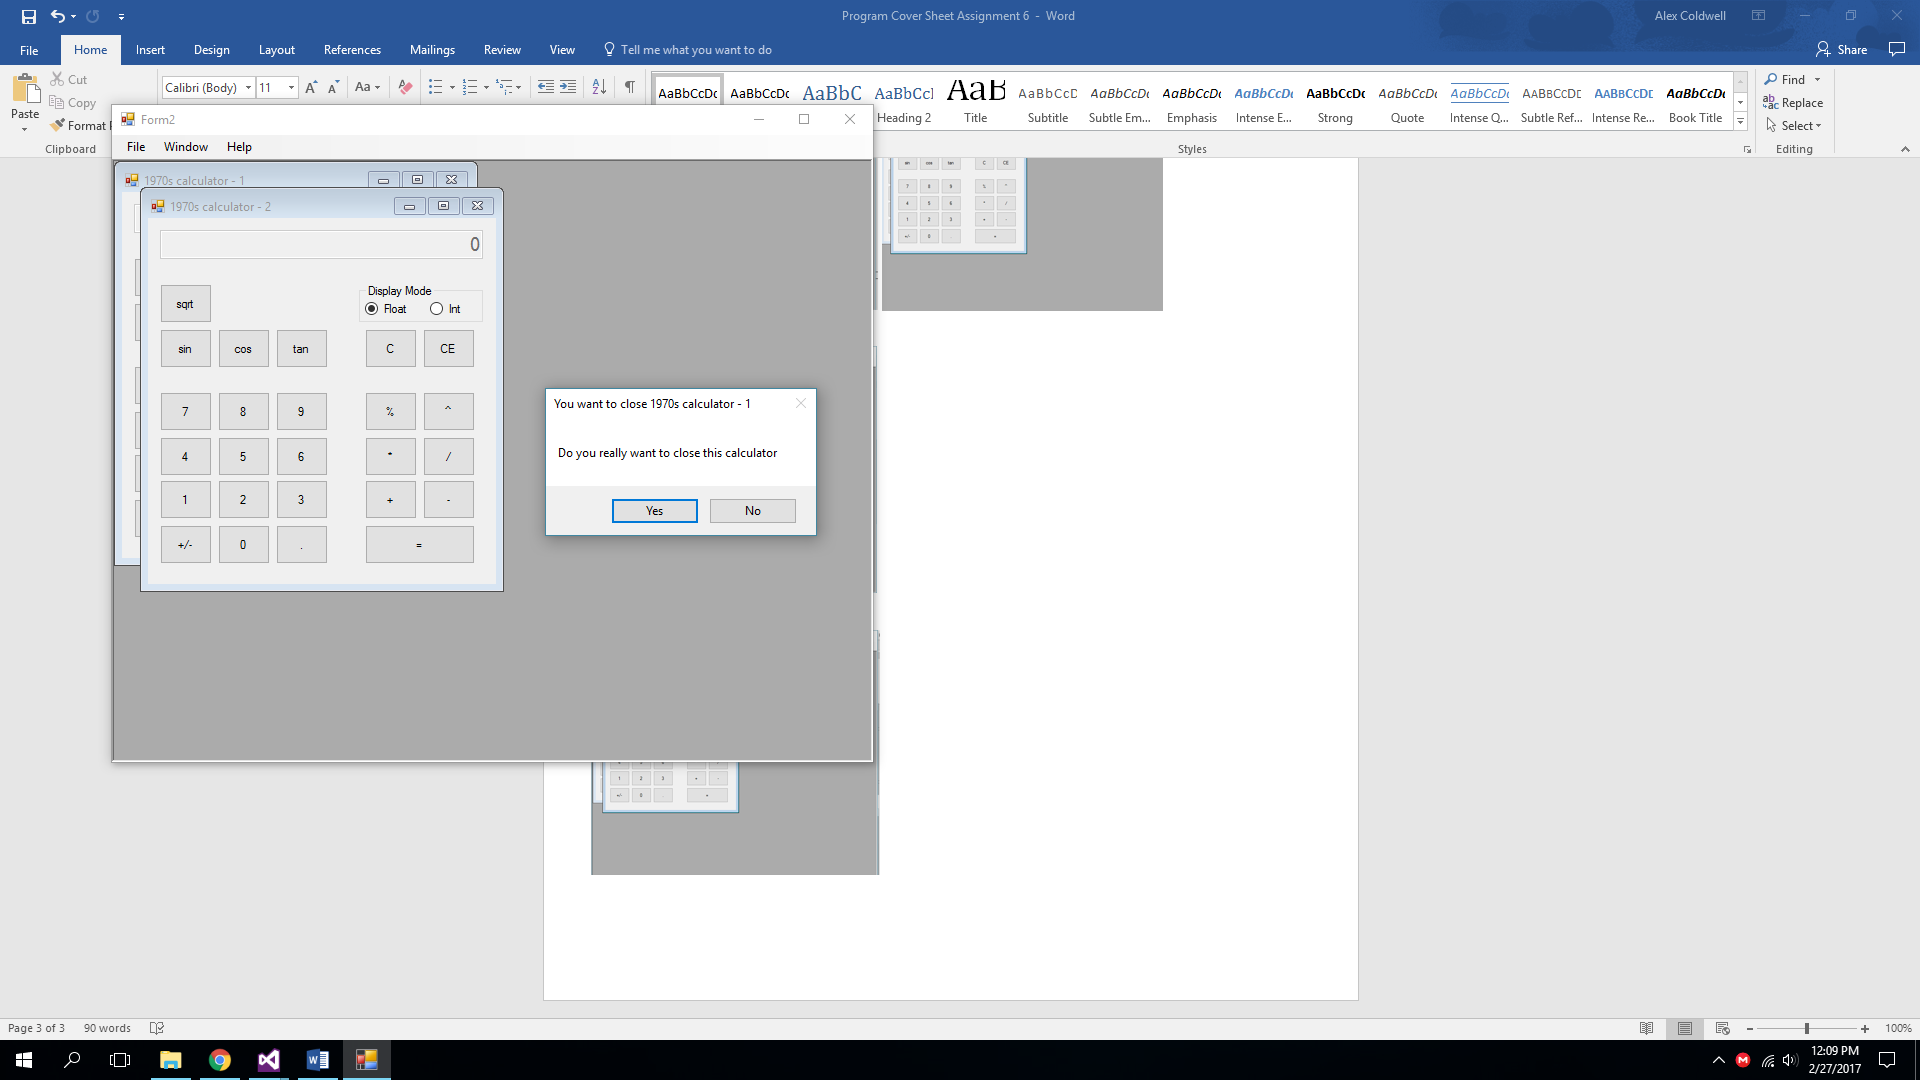 Program Cover Sheet Assignment 6 - Word
Alex Coldwell
File Home Insert Design Layout References Mailings Review View Tell me what you want to do
Share
Cut
Copy
Format
Paste
Clipboard
Calibri (Body) 11
Aa
AaBbCcDc AaBbCcDc AaBbC AaBbCcI AaB AaBbCcD AaBbCcDc AaBbCcDc AaBbCcDc AaBbCcDc AaBbCcDc AaBbCcDc AABBCCDE AABBCCDE AaBbCcDc
Heading 2 Title Subtitle Subtle Em... Emphasis Intense E... Strong Quote Intense Q... Subtle Ref... Intense Re... Book Title
Styles
Find
Replace
Select
Editing
Form2
File Window Help
1970s calculator - 1
1970s calculator - 2
0
sqrt
Display Mode
Float Int
sin cos tan C CE
7 8 9 % ^
4 5 6 * /
1 2 3 + -
+/- 0 . =
You want to close 1970s calculator - 1
Do you really want to close this calculator
Yes No
Page 3 of 3 90 words
100%
12:09 PM
2/27/2017